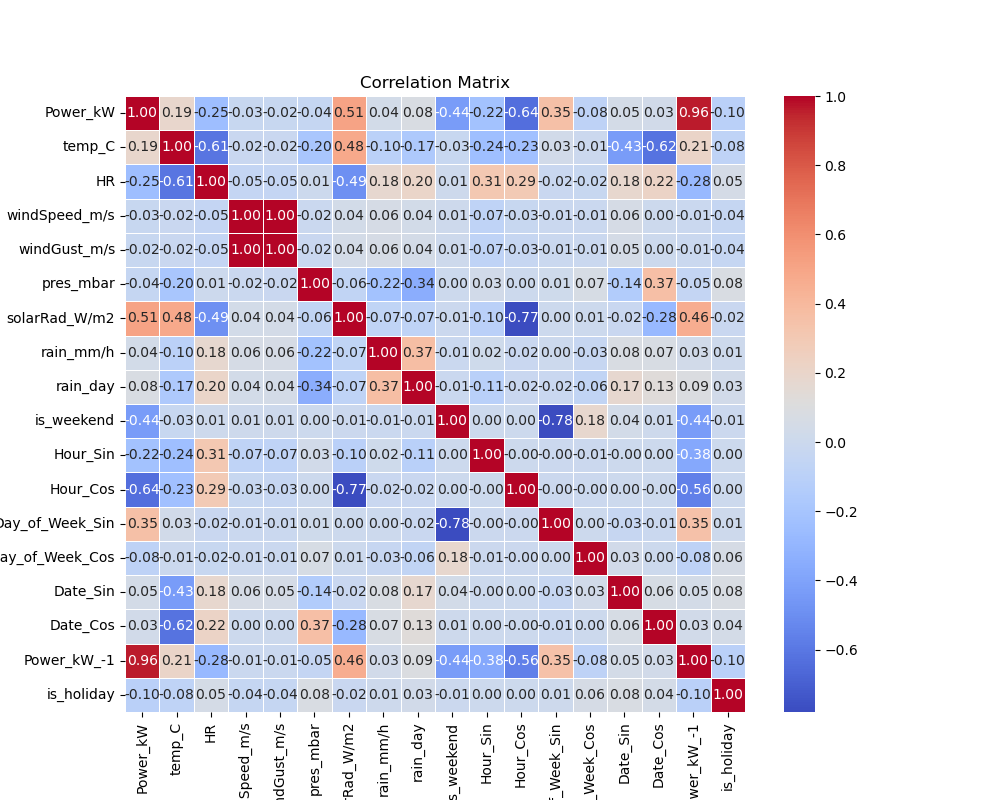 Correlation Matrix
Power_kW 1.00 0.19 -0.25 -0.03 -0.02 -0.04 0.51 0.04 0.08 -0.44 -0.22 -0.64 0.35 -0.08 0.05 0.03 0.96 -0.10
temp_C 0.19 1.00 -0.61 -0.02 -0.02 -0.20 0.48 -0.10 -0.17 -0.03 -0.24 -0.23 0.03 -0.01 -0.43 -0.62 0.21 -0.08
HR -0.25 -0.61 1.00 -0.05 -0.05 0.01 -0.49 0.18 0.20 0.01 0.31 0.29 -0.02 -0.02 0.18 0.22 -0.28 0.05
windSpeed_m/s -0.03 -0.02 -0.05 1.00 1.00 -0.02 0.04 0.06 0.04 0.01 -0.07 -0.03 -0.01 -0.01 0.06 0.00 -0.01 -0.04
windGust_m/s -0.02 -0.02 -0.05 1.00 1.00 -0.02 0.04 0.06 0.04 0.01 -0.07 -0.03 -0.01 -0.01 0.05 0.00 -0.01 -0.04
pres_mbar -0.04 -0.20 0.01 -0.02 -0.02 1.00 -0.06 -0.22 -0.34 0.00 0.03 0.00 0.01 0.07 -0.14 0.37 -0.05 0.08
solarRad_W/m2 0.51 0.48 -0.49 0.04 0.04 -0.06 1.00 -0.07 -0.07 -0.01 -0.10 -0.77 0.00 0.01 -0.02 -0.28 0.46 -0.02
rain_mm/h 0.04 -0.10 0.18 0.06 0.06 -0.22 -0.07 1.00 0.37 -0.01 0.02 -0.02 0.00 -0.03 0.08 0.07 0.03 0.01
rain_day 0.08 -0.17 0.20 0.04 0.04 -0.34 -0.07 0.37 1.00 -0.01 -0.11 -0.02 -0.02 -0.06 0.17 0.13 0.09 0.03
is_weekend -0.44 -0.03 0.01 0.01 0.01 0.00 -0.01 -0.01 -0.01 1.00 0.00 0.00 -0.78 0.18 0.04 0.01 -0.44 -0.01
Hour_Sin -0.22 -0.24 0.31 -0.07 -0.07 0.03 -0.10 0.02 -0.11 0.00 1.00 -0.00 -0.00 -0.01 -0.00 0.00 -0.38 0.00
Hour_Cos -0.64 -0.23 0.29 -0.03 -0.03 0.00 -0.77 -0.02 -0.02 0.00 -0.00 1.00 -0.00 -0.00 0.00 -0.00 -0.56 0.00
Day_of_Week_Sin 0.35 0.03 -0.02 -0.01 -0.01 0.01 0.00 0.00 -0.02 -0.78 -0.00 -0.00 1.00 0.00 -0.03 -0.01 0.35 0.01
ay_of_Week_Cos -0.08 -0.01 -0.02 -0.01 -0.01 0.07 0.01 -0.03 -0.06 0.18 -0.01 -0.00 0.00 1.00 0.03 0.00 -0.08 0.06
Date_Sin 0.05 -0.43 0.18 0.06 0.05 -0.14 -0.02 0.08 0.17 0.04 -0.00 0.00 -0.03 0.03 1.00 0.06 0.05 0.08
Date_Cos 0.03 -0.62 0.22 0.00 0.00 0.37 -0.28 0.07 0.13 0.01 0.00 -0.00 -0.01 0.00 0.06 1.00 0.03 0.04
Power_kW_-1 0.96 0.21 -0.28 -0.01 -0.01 -0.05 0.46 0.03 0.09 -0.44 -0.38 -0.56 0.35 -0.08 0.05 0.03 1.00 -0.10
is_holiday -0.10 -0.08 0.05 -0.04 -0.04 0.08 -0.02 0.01 0.03 -0.01 0.00 0.00 0.01 0.06 0.08 0.04 -0.10 1.00
Power_kW
temp_C
HR
Speed_m/s
ndGust_m/s
pres_mbar
rRad_W/m2
rain_mm/h
rain_day
s_weekend
Hour_Sin
Hour_Cos
f_Week_Sin
_Week_Cos
Date_Sin
Date_Cos
wer_kW_-1
is_holiday
1.0
0.8
0.6
0.4
0.2
0.0
−0.2
−0.4
−0.6